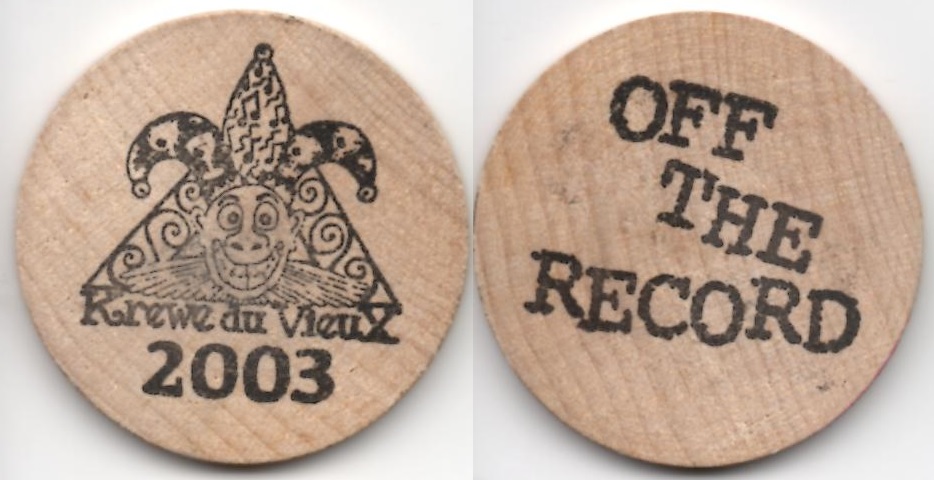 Krewe du Vieux
2003
OFF
THE
RECORD